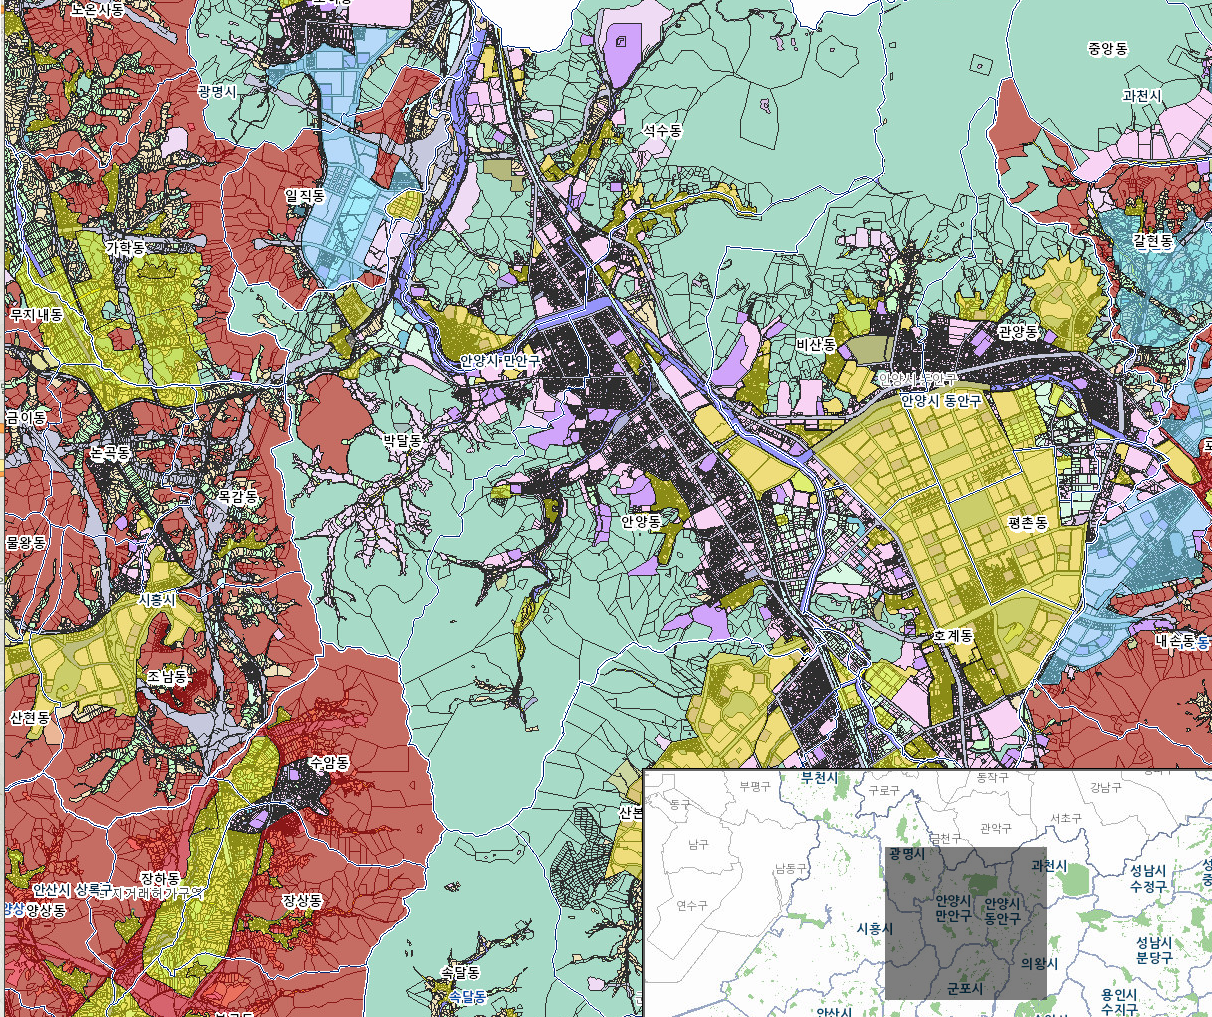 노온사동
중앙동
광명시
과천시
석수동
일직동
갈현동
가학동
무지내동
관양동
비산동
안양시 만안구
안양시 동안구
금이동
박달동
논곡동
목감동
안양동
평촌동
물왕동
시흥시
호계동
내손동
조남동
산현동
수암동
산본
장하동
안산시 상록구
장상동
양상동
속달동
속달동
부천시
부평구
구로구
동작구
강남구
동구
관악구
서초구
금천구
남구
광명시
남동구
과천시
성남시
수정구
연수구
안양시
만안구
안양시
동안구
시흥시
성남시
분당구
의왕시
군포시
용인시
수지구
안산시